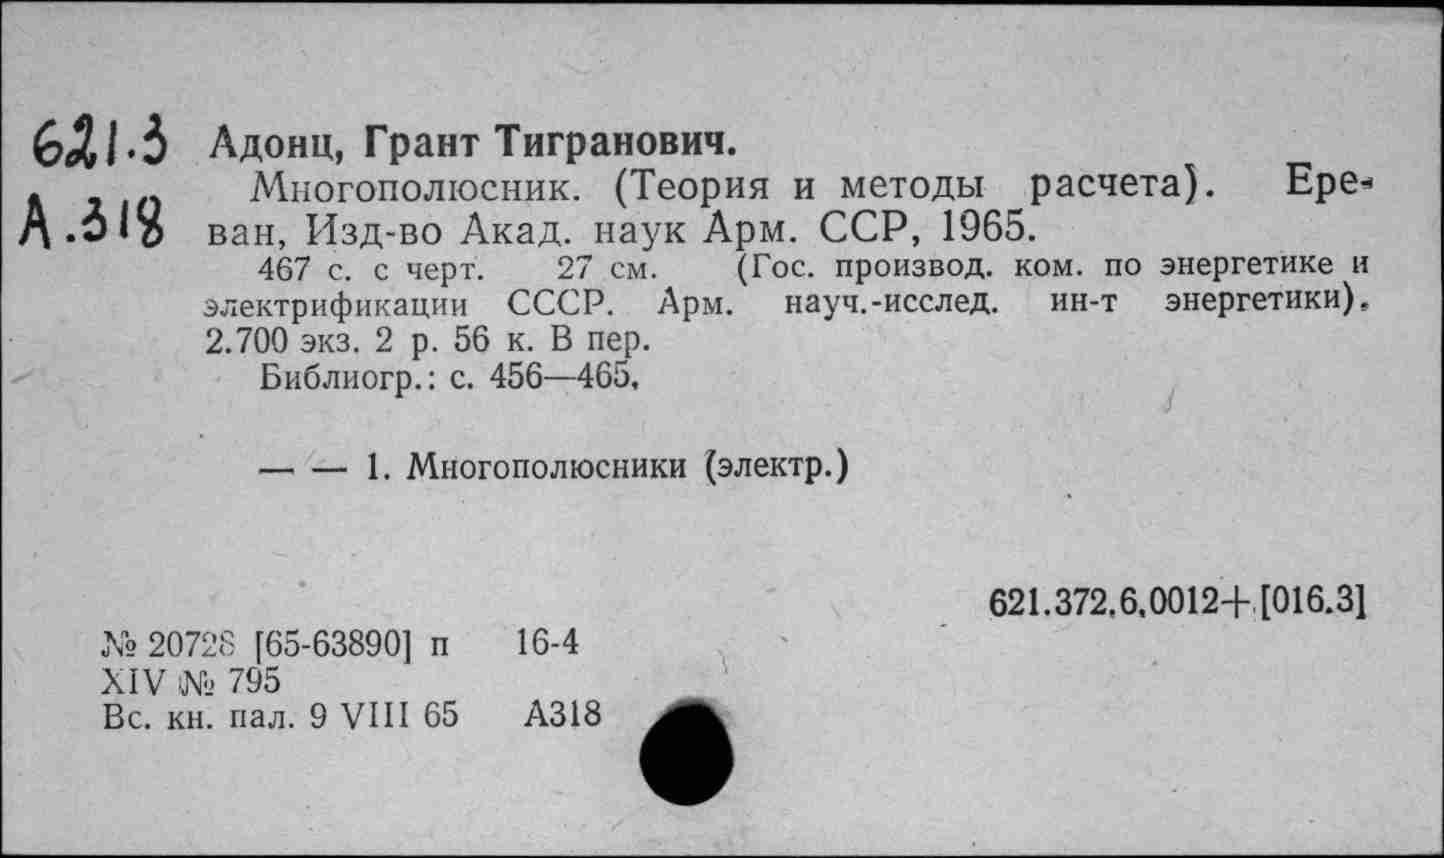 621.3 Адонц, Грант Тигранович.
Многополюсник. (Теория и методы расчета). Ере-
А.318 ван, Изд-во Акад. наук Арм. ССР, 1965.
467 с. с черт. 27 см. (Гос. производ. ком. по энергетике и
электрификации СССР. Арм. науч.-исслед. ин-т энергетики).
2.700 экз. 2 р. 56 к. В пер.
Библиогр.: с. 456—465.
— — 1. Многополюсники (электр.)
621.372.6.0012+[016.3]
№ 20728 [65-63890] п 16-4
XIV № 795
Вс. кн. пал. 9 VIII 65 А318